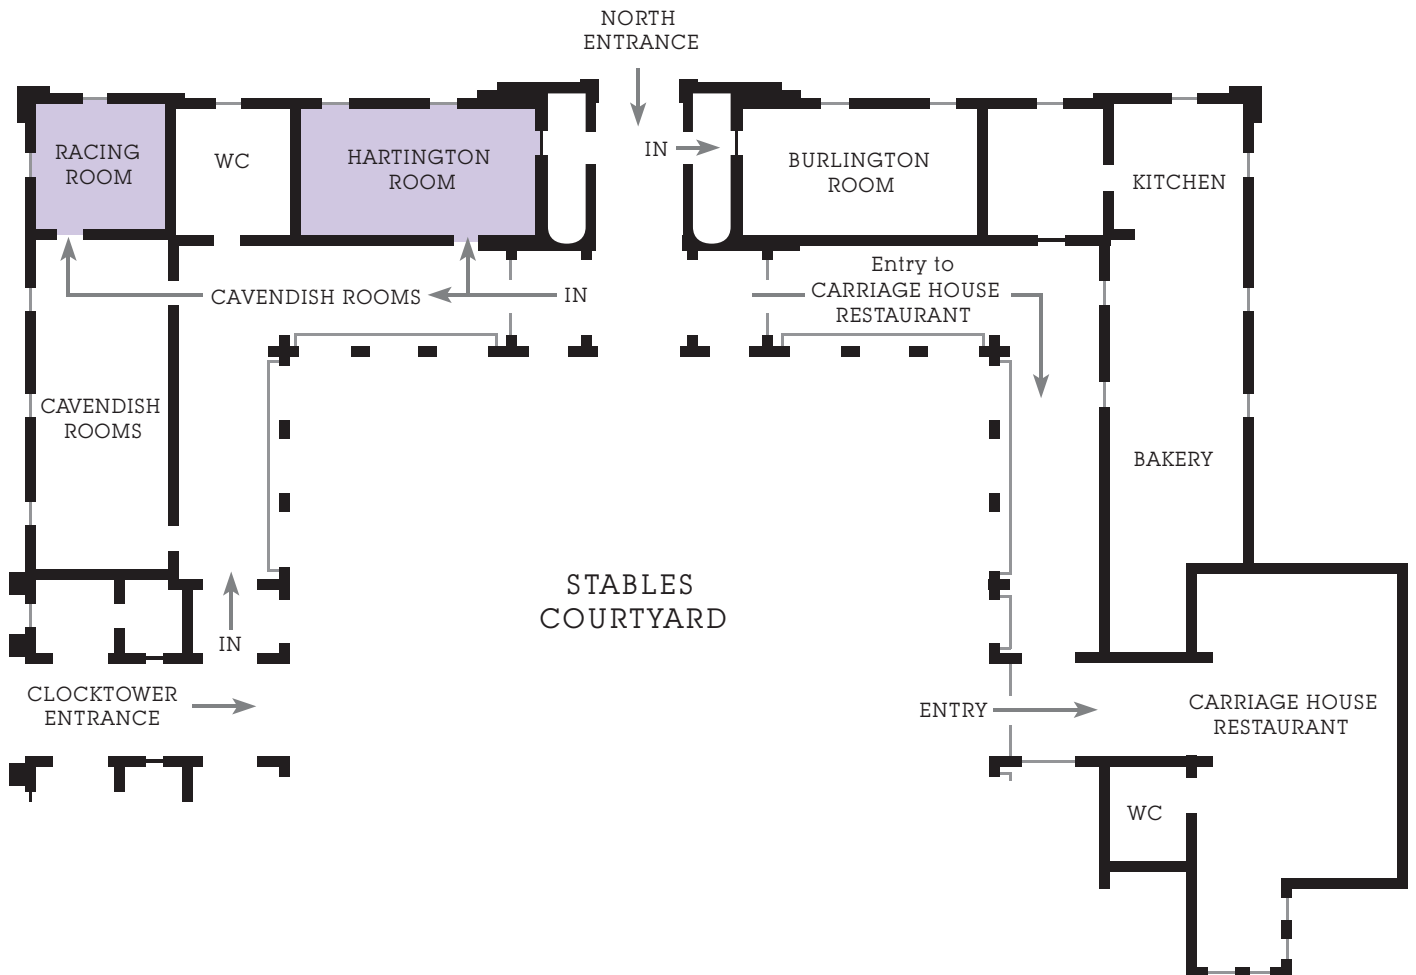 NORTH
ENTRANCE
RACING
ROOM
WC
HARTINGTON
ROOM
IN
BURLINGTON
ROOM
KITCHEN
CAVENDISH ROOMS
IN
Entry to
CARRIAGE HOUSE
RESTAURANT
CAVENDISH
ROOMS
BAKERY
STABLES
COURTYARD
IN
CLOCKTOWER
ENTRANCE
ENTRY
CARRIAGE HOUSE
RESTAURANT
WC